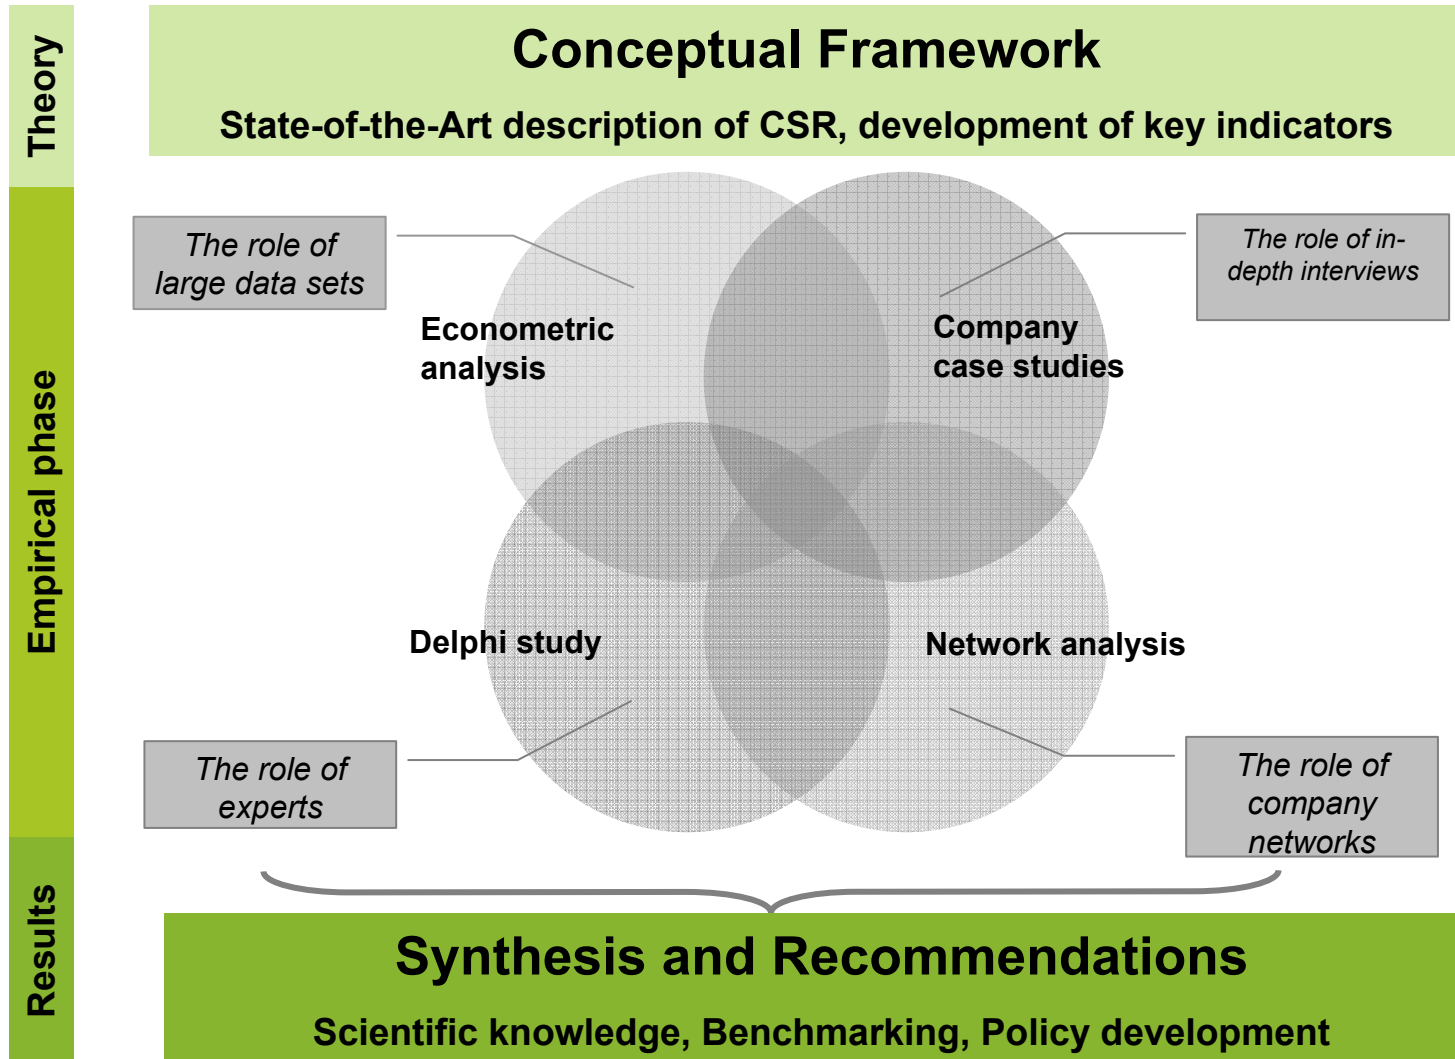 Theory
Conceptual Framework
State-of-the-Art description of CSR, development of key indicators
Empirical phase
The role of
large data sets
The role of in-
depth interviews
Econometric
analysis
Company
case studies
Delphi study
Network analysis
The role of
experts
The role of
company
networks
Results
Synthesis and Recommendations
Scientific knowledge, Benchmarking, Policy development